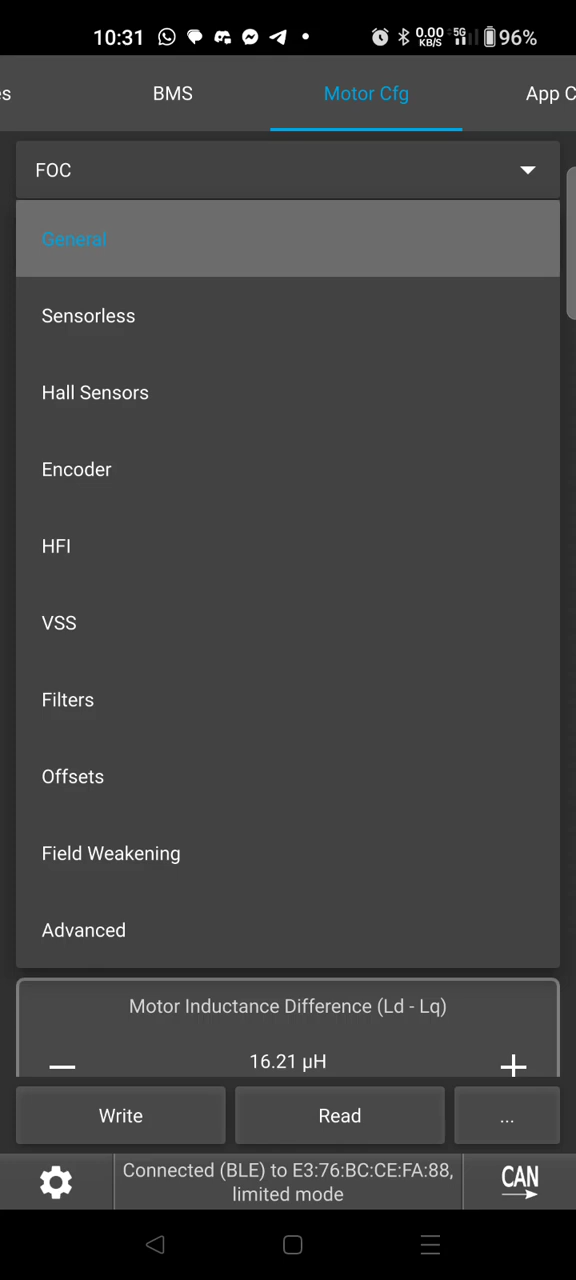 10:31 0.00 KB/S 5G 96%
es BMS Motor Cfg App C
FOC
General
Sensorless
Hall Sensors
Encoder
HFI
VSS
Filters
Offsets
Field Weakening
Advanced
Motor Inductance Difference (Ld - Lq)
16.21 µH
Write Read ...
Connected (BLE) to E3:76:BC:CE:FA:88,
limited mode
CAN